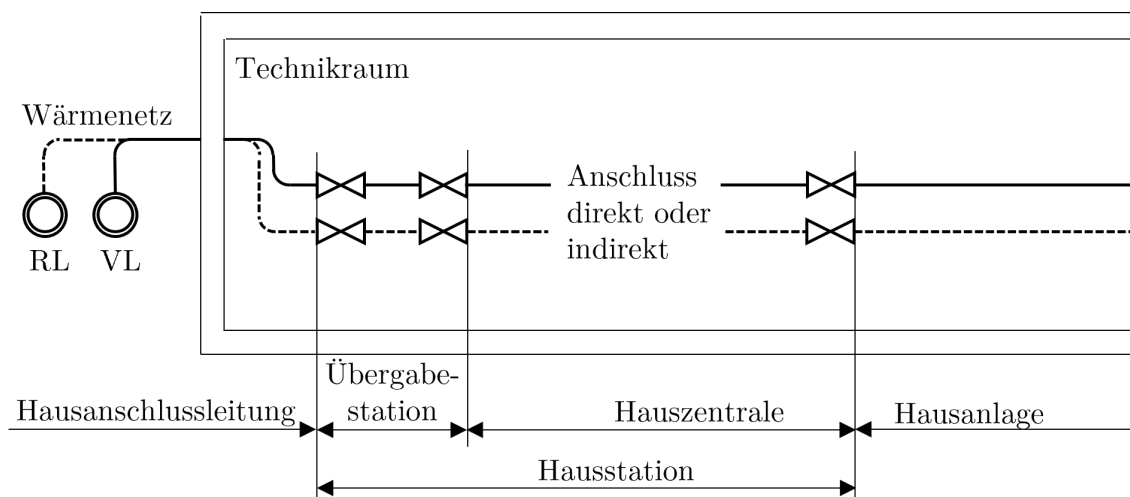 Technikraum
Wärmenetz
Anschluss
direkt oder
indirekt
RL
VL
Übergabe-
station
Hausanschlussleitung
Hauszentrale
Hausanlage
Hausstation